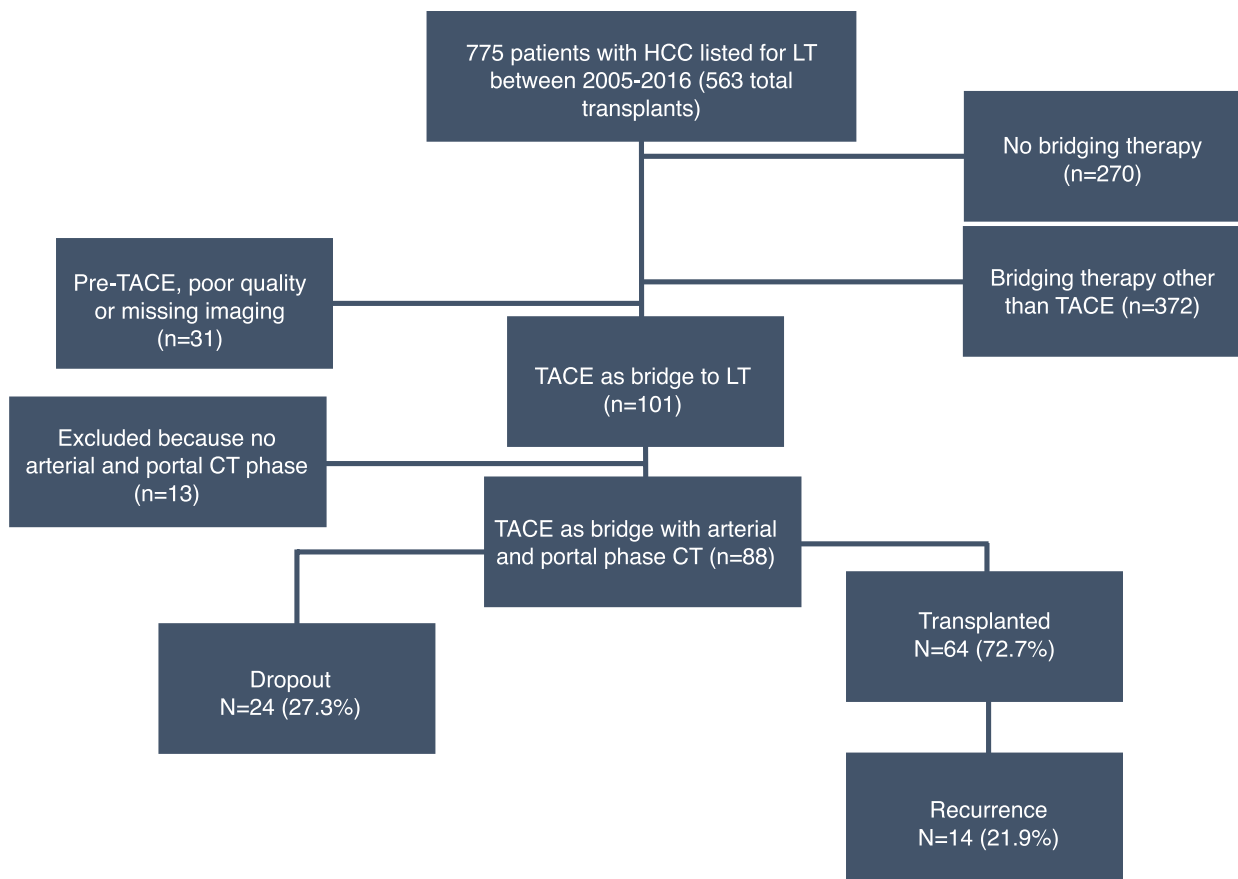 775 patients with HCC listed for LT
between 2005-2016 (563 total
transplants)
No bridging therapy
(n=270)
Bridging therapy other
than TACE (n=372)
Pre-TACE, poor quality
or missing imaging
(n=31)
TACE as bridge to LT
(n=101)
Excluded because no
arterial and portal CT phase
(n=13)
TACE as bridge with arterial
and portal phase CT (n=88)
Dropout
N=24 (27.3%)
Transplanted
N=64 (72.7%)
Recurrence
N=14 (21.9%)